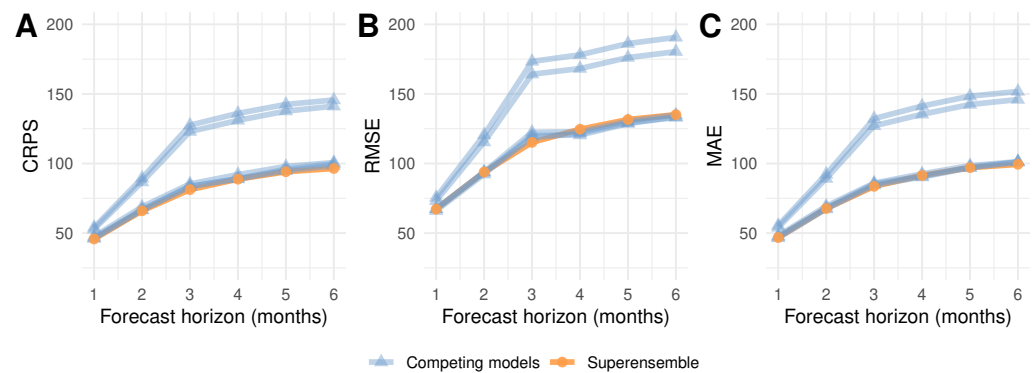 A
B
C
CRPS
200
150
100
50
1 2 3 4 5 6
Forecast horizon (months)
RMSE
200
150
100
50
1 2 3 4 5 6
Forecast horizon (months)
MAE
200
150
100
50
1 2 3 4 5 6
Forecast horizon (months)
Competing models Superensemble